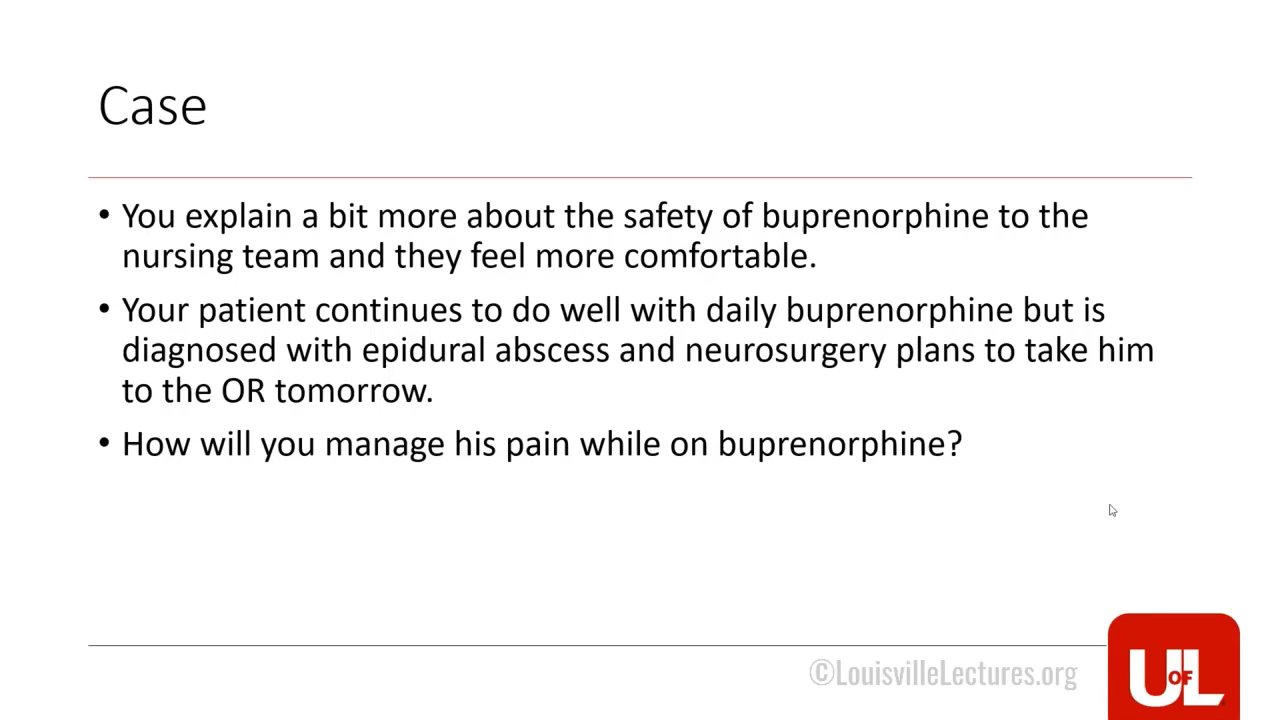 Case
• You explain a bit more about the safety of buprenorphine to the
nursing team and they feel more comfortable.
• Your patient continues to do well with daily buprenorphine but is
diagnosed with epidural abscess and neurosurgery plans to take him
to the OR tomorrow.
• How will you manage his pain while on buprenorphine?
©LouisvilleLectures.org
U OF L